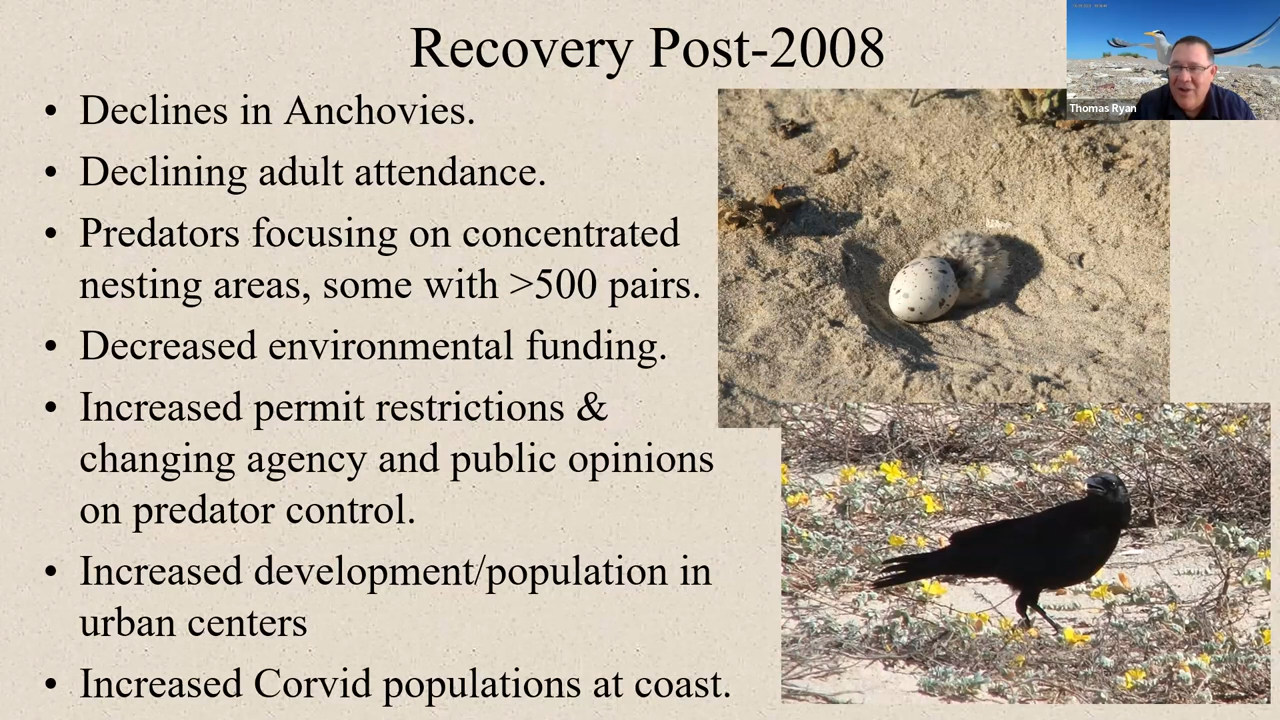 Recovery Post-2008
Thomas Ryan
• Declines in Anchovies.
• Declining adult attendance.
• Predators focusing on concentrated
nesting areas, some with >500 pairs.
• Decreased environmental funding.
• Increased permit restrictions &
changing agency and public opinions
on predator control.
• Increased development/population in
urban centers
• Increased Corvid populations at coast.